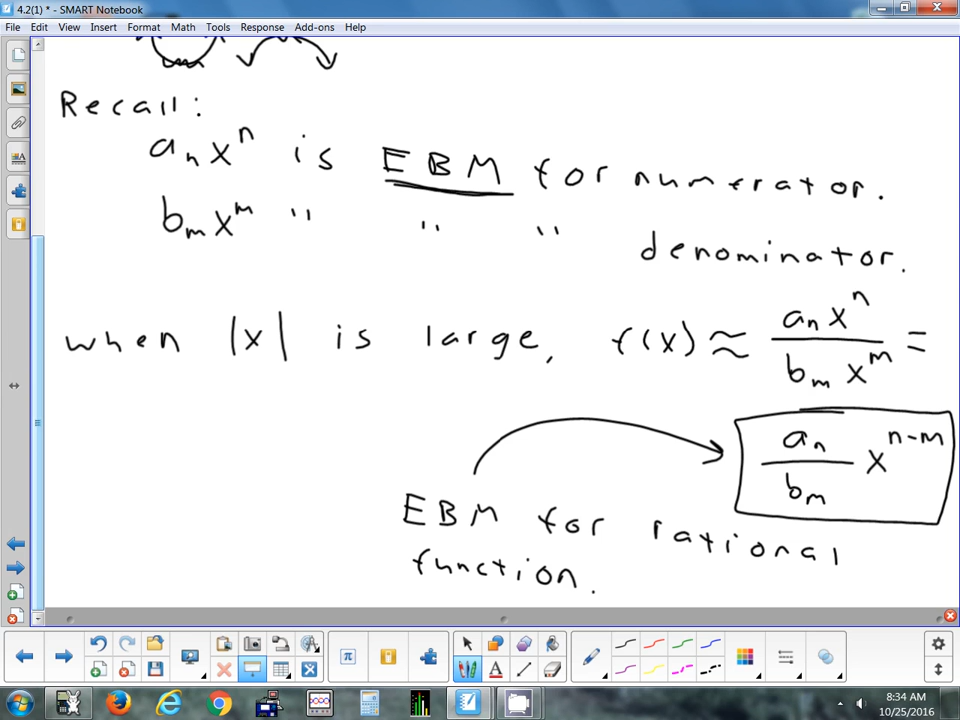 4.2(1) * - SMART Notebook
File Edit View Insert Format Math Tools Response Add-ons Help
Recall:
aₙxⁿ is EBM for numerator.
bₘxᵐ " " " denominator.
when |x| is large, f(x) ≈ aₙxⁿ / bₘxᵐ =
aₙ / bₘ xⁿ⁻ᵐ
EBM for rational
function.
8:34 AM
10/25/2016